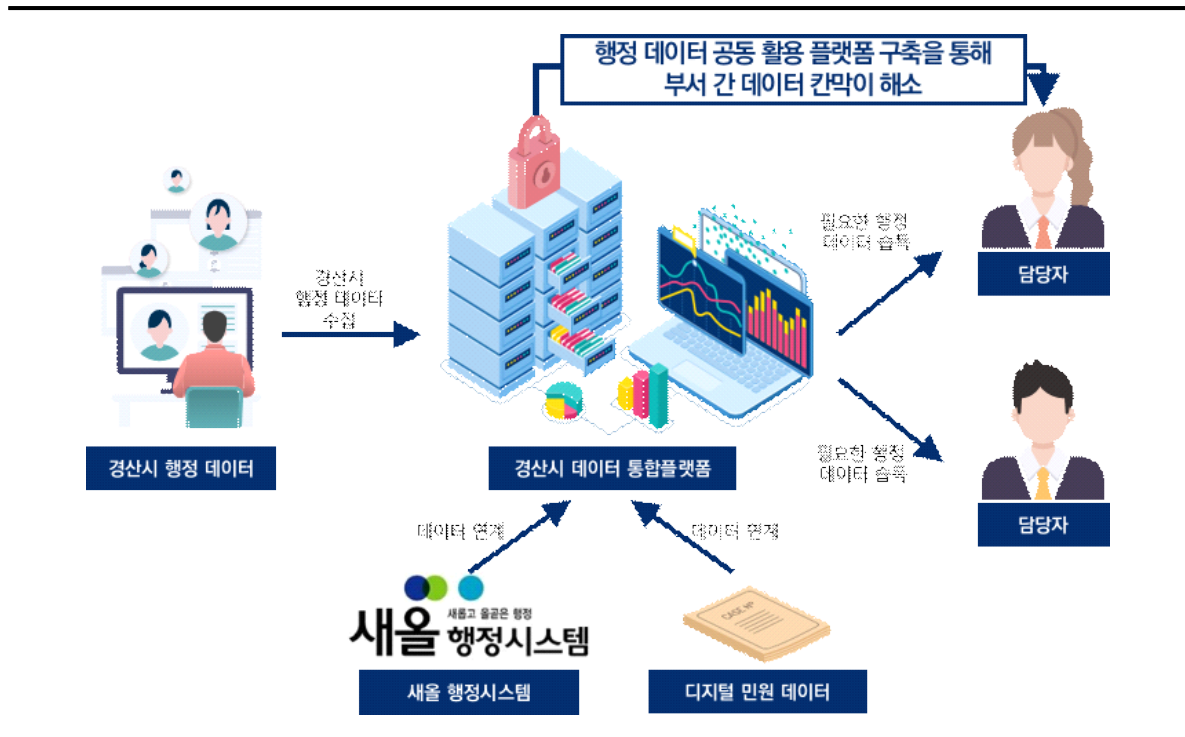 행정 데이터 공동 활용 플랫폼 구축을 통해
부서 간 데이터 칸막이 해소
경산시
행정 데이터
수집
필요한 행정
데이터 습득
담당자
경산시 행정 데이터
경산시 데이터 통합플랫폼
필요한 행정
데이터 습득
담당자
데이터 연계
데이터 연계
새롭고 올곧은 행정
새올 행정시스템
CASE Nº
새올 행정시스템
디지털 민원 데이터